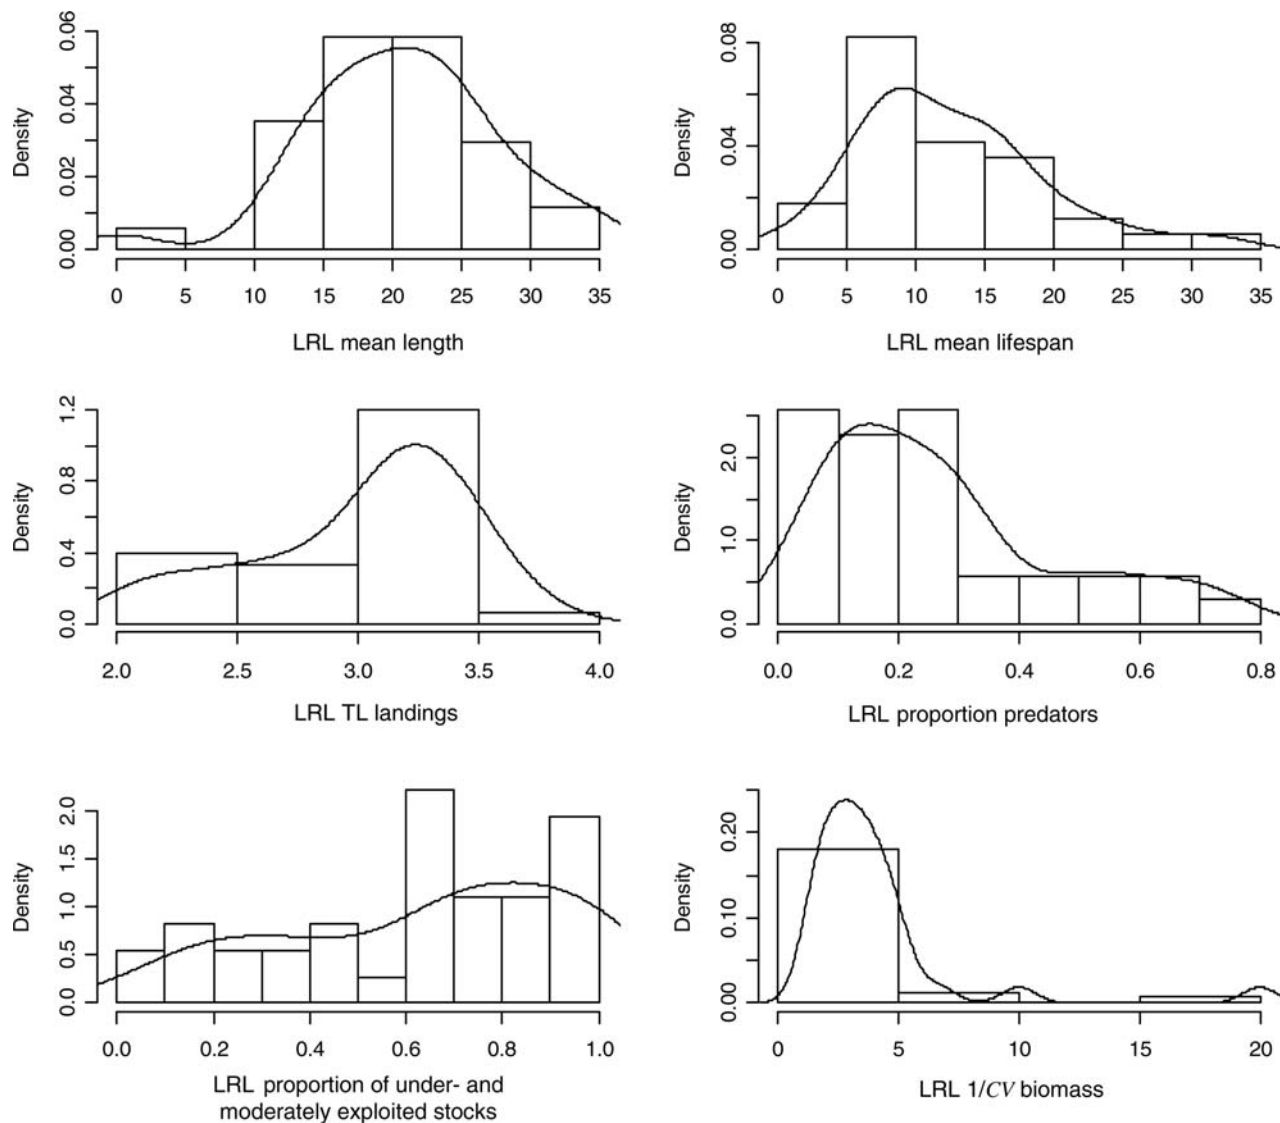 Density
0.00 0.02 0.04 0.06
0 5 10 15 20 25 30 35
LRL mean length
Density
0.00 0.04 0.08
0 5 10 15 20 25 30 35
LRL mean lifespan
Density
0.0 0.4 0.8 1.2
2.0 2.5 3.0 3.5 4.0
LRL TL landings
Density
0.0 1.0 2.0
0.0 0.2 0.4 0.6 0.8
LRL proportion predators
Density
0.0 0.5 1.0 1.5 2.0
0.0 0.2 0.4 0.6 0.8 1.0
LRL proportion of under- and
moderately exploited stocks
Density
0.00 0.10 0.20
0 5 10 15 20
LRL 1/CV biomass